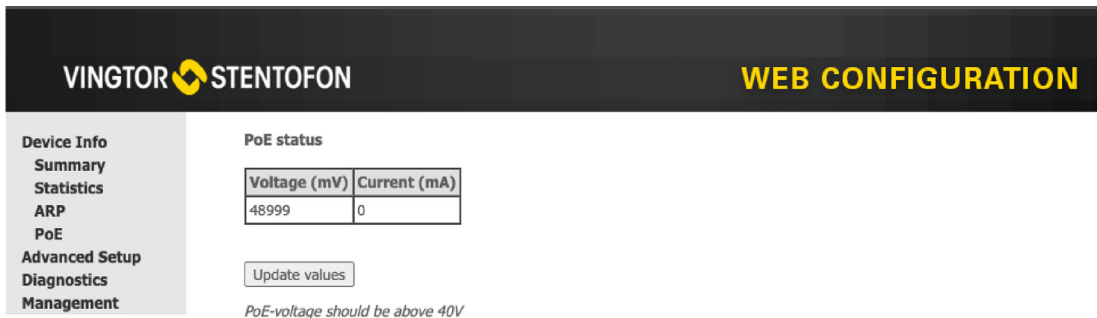 VINGTOR STENTOFON
WEB CONFIGURATION
Device Info
Summary
Statistics
ARP
PoE
Advanced Setup
Diagnostics
Management
PoE status
Voltage (mV) Current (mA)
48999 0
Update values
PoE-voltage should be above 40V